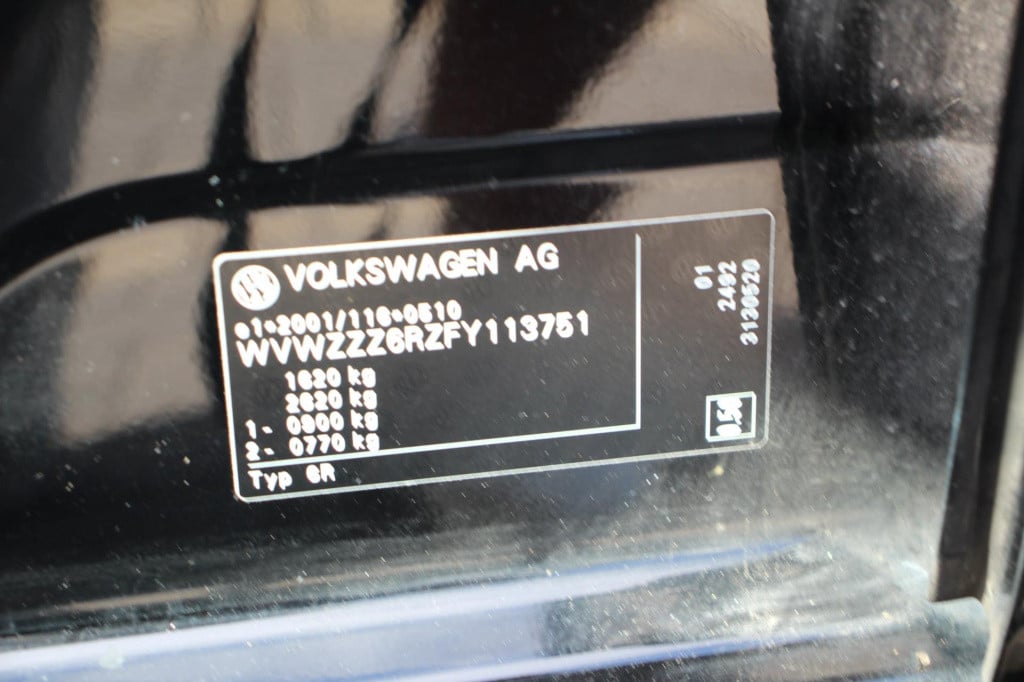 VOLKSWAGEN AG
e1*2001/116*0510
WVWZZZ6RZFY113751
1620 kg
2620 kg
1- 0900 kg
2- 0770 kg
Typ 6R
01
2492
3130520